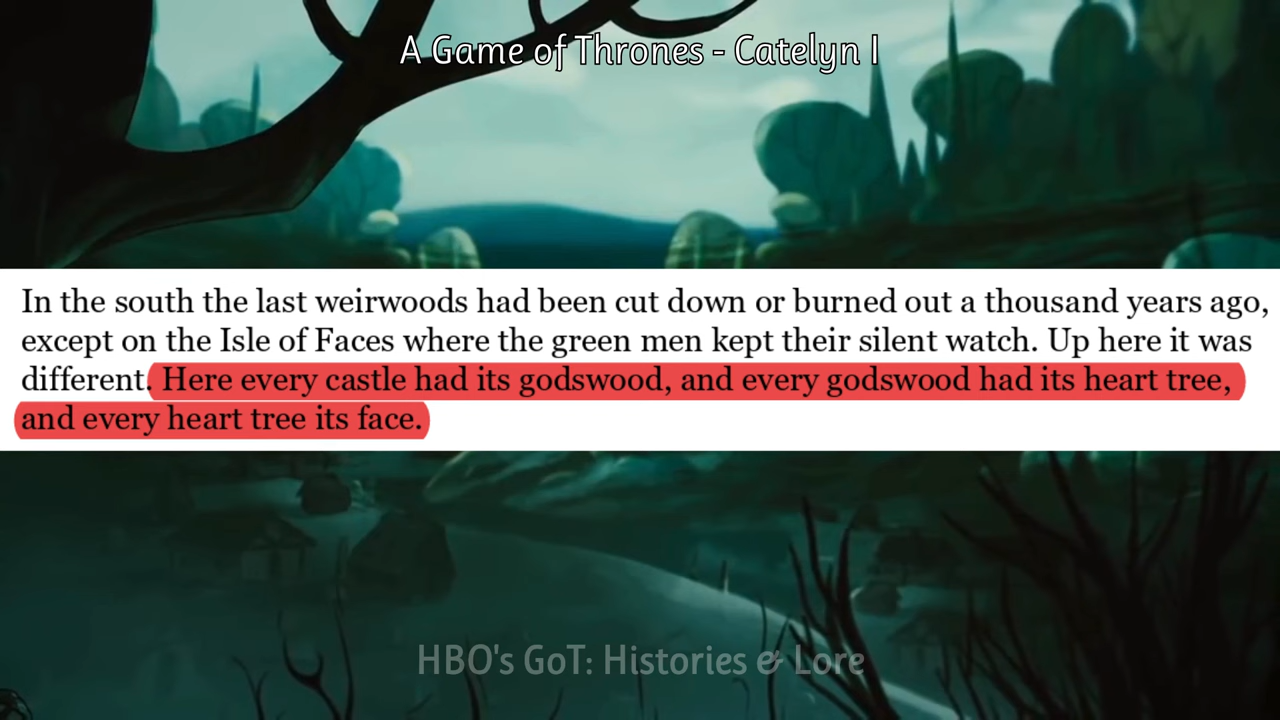 A Game of Thrones - Catelyn I
In the south the last weirwoods had been cut down or burned out a thousand years ago,
except on the Isle of Faces where the green men kept their silent watch. Up here it was
different. Here every castle had its godswood, and every godswood had its heart tree,
and every heart tree its face.
HBO's GoT: Histories & Lore